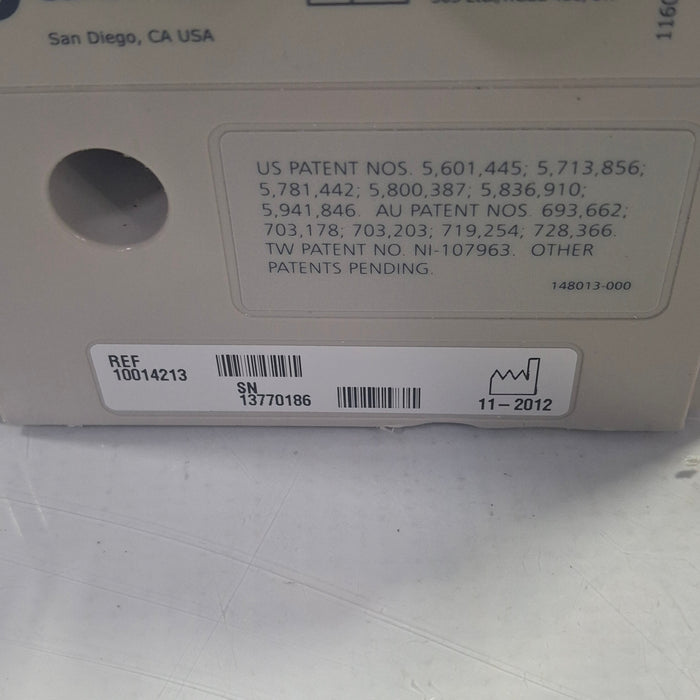 San Diego, CA USA
1160
US PATENT NOS. 5,601,445; 5,713,856;
5,781,442; 5,800,387; 5,836,910;
5,941,846. AU PATENT NOS. 693,662;
703,178; 703,203; 719,254; 728,366.
TW PATENT NO. NI-107963. OTHER
PATENTS PENDING.
148013-000
REF
10014213
SN
13770186
11-2012